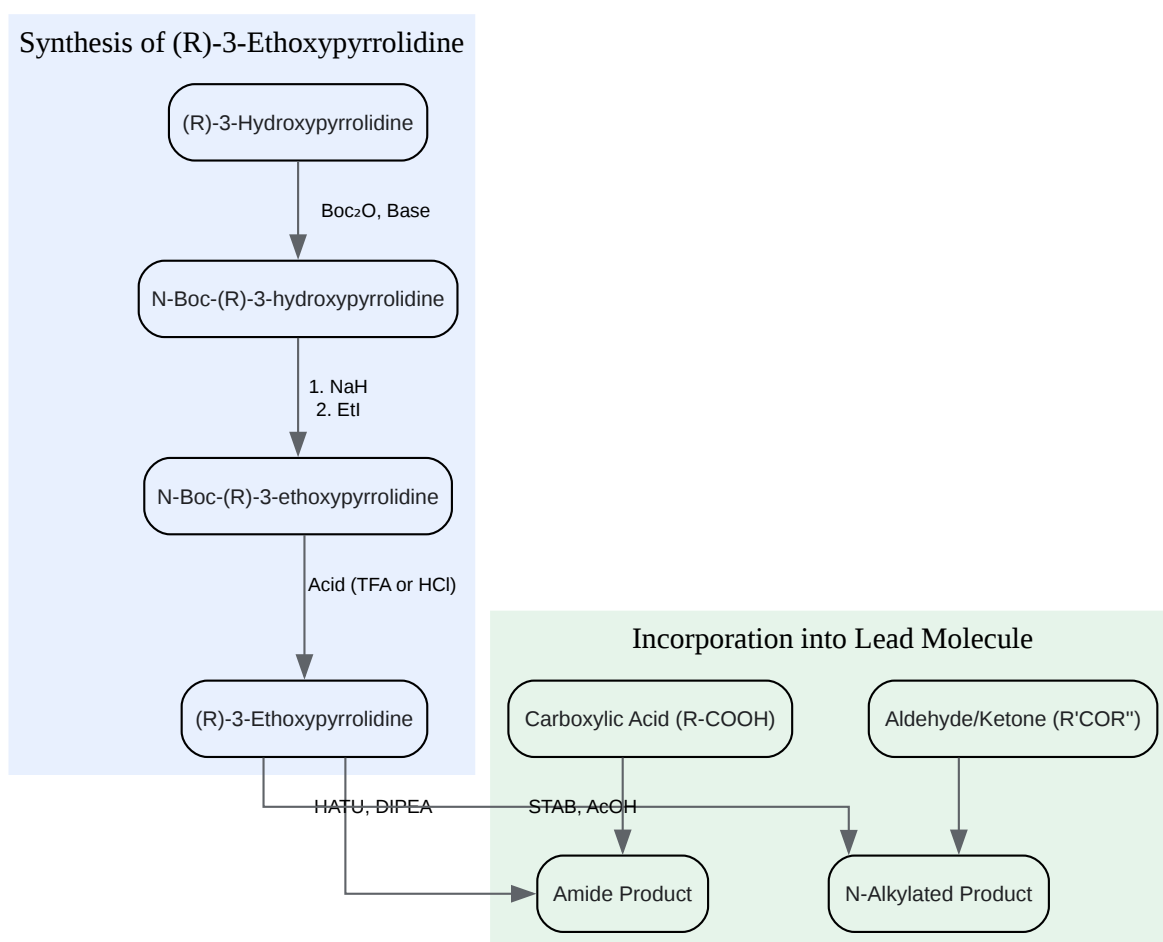 Synthesis of (R)-3-Ethoxypyrrolidine
(R)-3-Hydroxypyrrolidine
Boc₂O, Base
N-Boc-(R)-3-hydroxypyrrolidine
1. NaH
2. EtI
N-Boc-(R)-3-ethoxypyrrolidine
Acid (TFA or HCl)
(R)-3-Ethoxypyrrolidine
Incorporation into Lead Molecule
Carboxylic Acid (R-COOH)
Aldehyde/Ketone (R'COR'')
HATU, DIPEA
STAB, AcOH
Amide Product
N-Alkylated Product